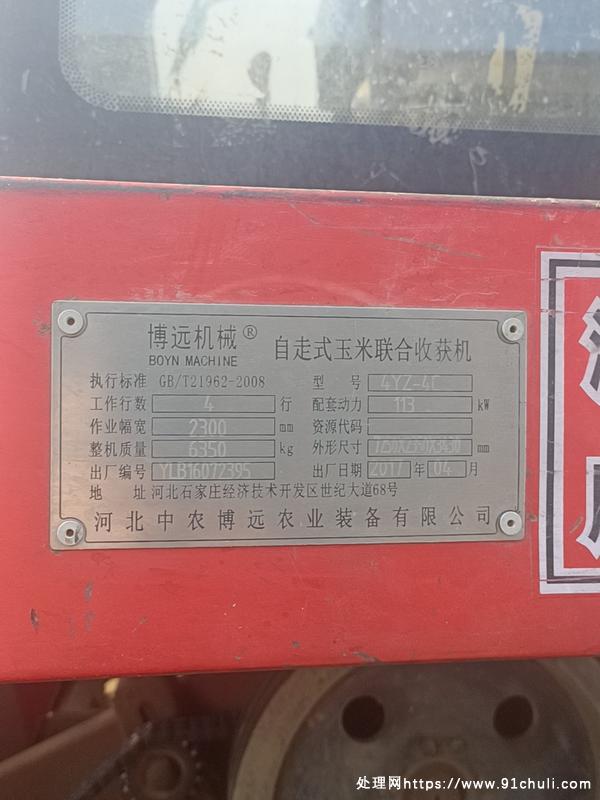 博远机械®
BOYN MACHINE
自走式玉米联合收获机
执行标准 GB/T21962-2008 型号 4YZ-4C
工作行数 4 行 配套动力 113 kW
作业幅宽 2300 mm 资源代码
整机质量 6350 kg 外形尺寸 mm
出厂编号 YLB16072395 出厂日期 2017 年 04 月
地址 河北石家庄经济技术开发区世纪大道68号
河北中农博远农业装备有限公司
处理网https://www.91chuli.com